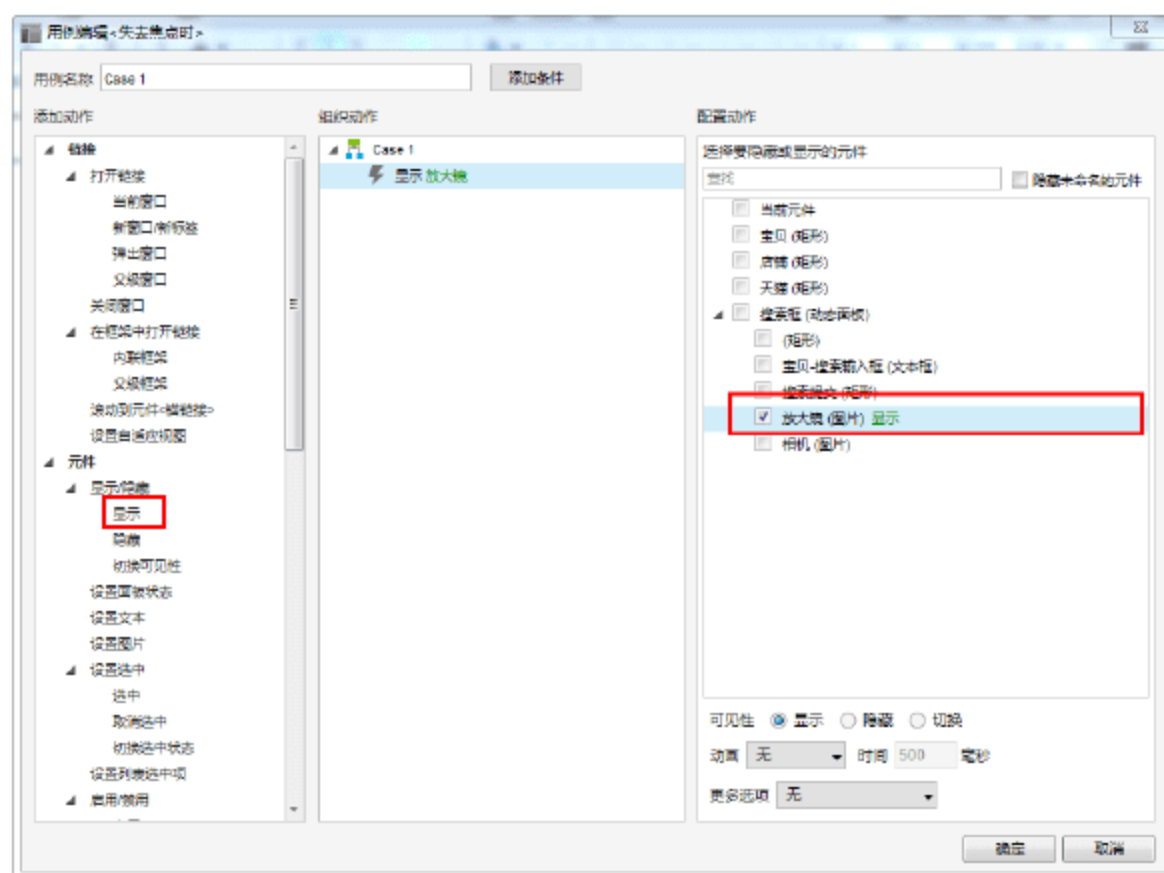 用例编辑<失去焦点时>
用例名称 Case 1 添加条件
添加动作
链接
打开链接
当前窗口
新窗口/新标签
弹出窗口
父级窗口
关闭窗口
在框架中打开链接
内联框架
父级框架
滚动到元件<锚链接>
设置自适应视图
元件
显示/隐藏
显示
隐藏
切换可见性
设置面板状态
设置文本
设置图片
设置选中
选中
取消选中
切换选中状态
设置列表选中项
启用/禁用
组织动作
Case 1
显示 放大镜
配置动作
选择要隐藏或显示的元件
查找 隐藏未命名的元件
当前元件
宝贝 (矩形)
店铺 (矩形)
天猫 (矩形)
搜索框 (动态面板)
(矩形)
宝贝-搜索输入框 (文本框)
搜索提交 (矩形)
放大镜 (图片) 显示
相机 (图片)
可见性 显示 隐藏 切换
动画 无 时间 500 毫秒
更多选项 无
确定 取消